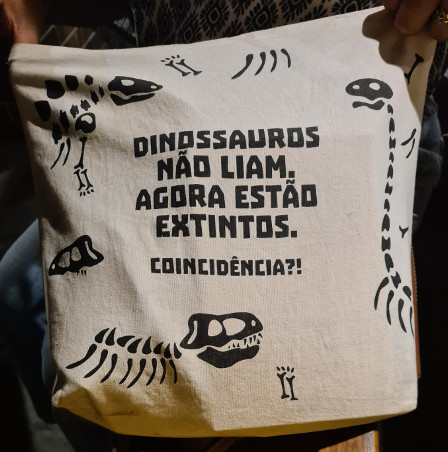 DINOSSAUROS
NÃO LIAM.
AGORA ESTÃO
EXTINTOS.
COINCIDÊNCIA?!